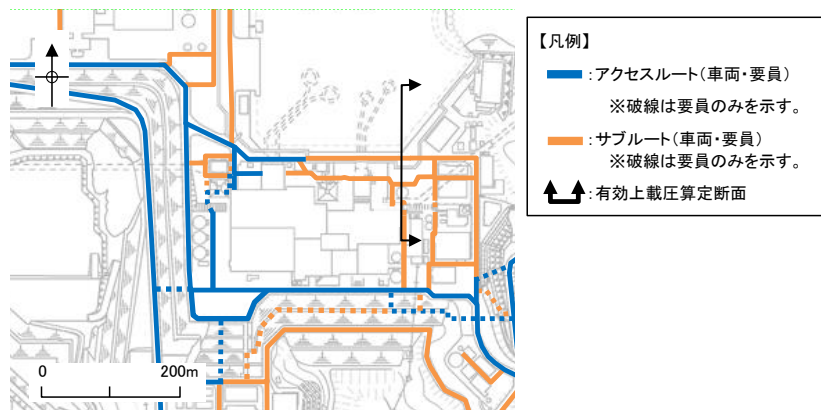 【凡例】
:アクセスルート(車両・要員)
※破線は要員のみを示す。
:サブルート(車両・要員)
※破線は要員のみを示す。
:有効上載圧算定断面
0 200m